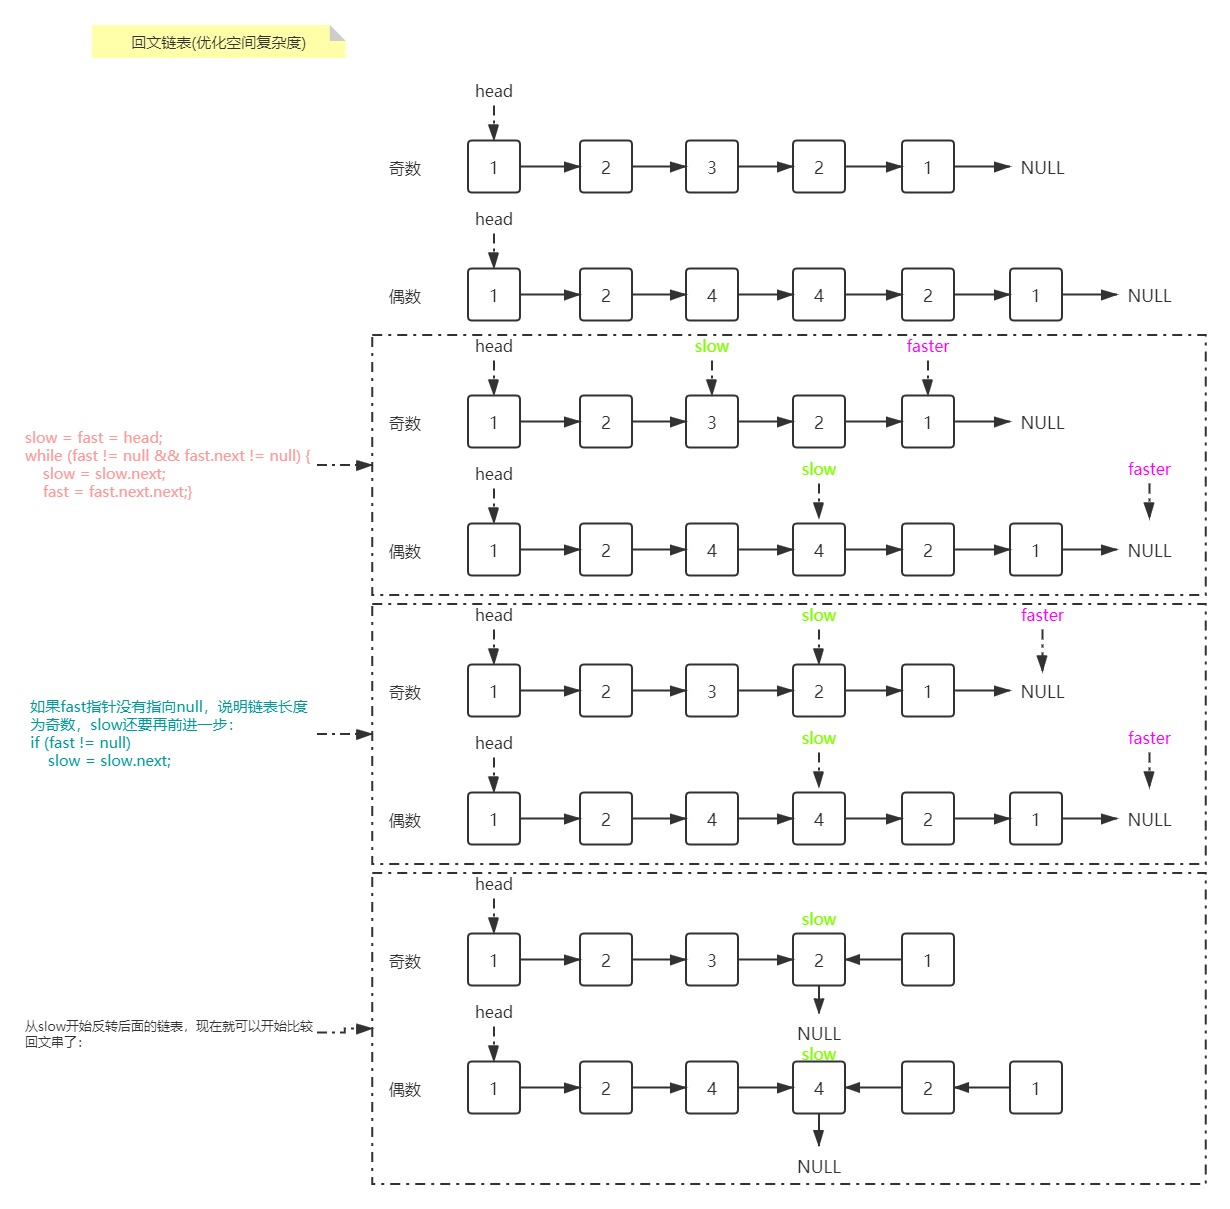 回文链表(优化空间复杂度)
head
奇数 1 2 3 2 1 NULL
head
偶数 1 2 4 4 2 1 NULL
head slow faster
奇数 1 2 3 2 1 NULL
slow = fast = head;
while (fast != null && fast.next != null) {
slow = slow.next;
fast = fast.next.next;}
head slow faster
偶数 1 2 4 4 2 1 NULL
head slow faster
奇数 1 2 3 2 1 NULL
如果fast指针没有指向null，说明链表长度
为奇数，slow还要再前进一步：
if (fast != null)
slow = slow.next;
head slow faster
偶数 1 2 4 4 2 1 NULL
head
slow
奇数 1 2 3 2 1
NULL
从slow开始反转后面的链表，现在就可以开始比较
回文串了：
head
slow
偶数 1 2 4 4 2 1
NULL